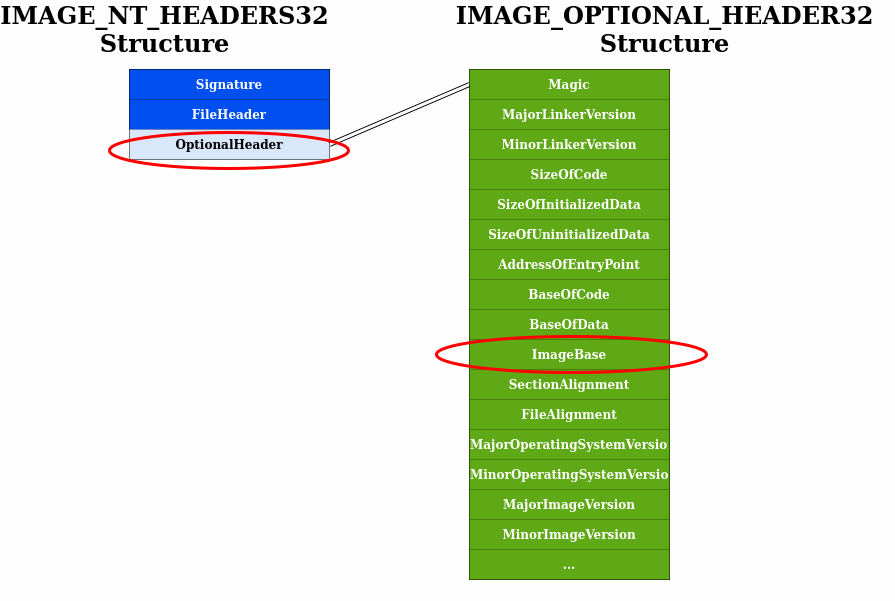 IMAGE_NT_HEADERS32
Structure
Signature
FileHeader
OptionalHeader
IMAGE_OPTIONAL_HEADER32
Structure
Magic
MajorLinkerVersion
MinorLinkerVersion
SizeOfCode
SizeOfInitializedData
SizeOfUninitializedData
AddressOfEntryPoint
BaseOfCode
BaseOfData
ImageBase
SectionAlignment
FileAlignment
MajorOperatingSystemVersio
MinorOperatingSystemVersio
MajorImageVersion
MinorImageVersion
...